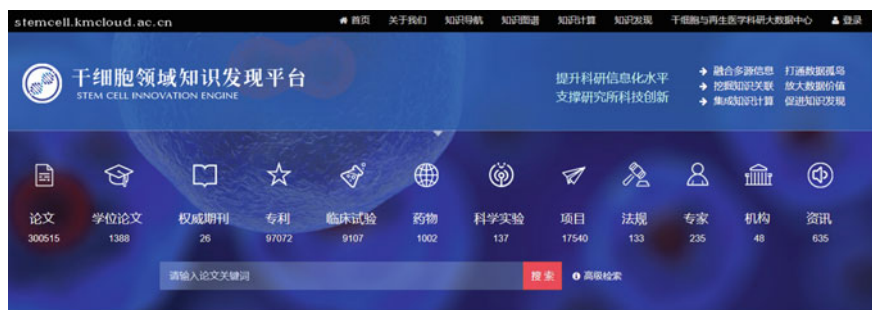 stemcell.kmcloud.ac.cn 首页 关于我们 知识导航 知识图谱 知识计算 知识发现 干细胞与再生医学科研大数据中心 登录
干细胞领域知识发现平台
STEM CELL INNOVATION ENGINE
提升科研信息化水平
支撑研究所科技创新
融合多源信息 打通数据孤岛
挖掘知识关联 放大数据价值
集成知识计算 促进知识发现
论文 学位论文 权威期刊 专利 临床试验 药物 科学实验 项目 法规 专家 机构 资讯
300515 1388 26 97072 9107 1002 137 17540 133 235 48 635
请输入论文关键词 搜索 高级检索